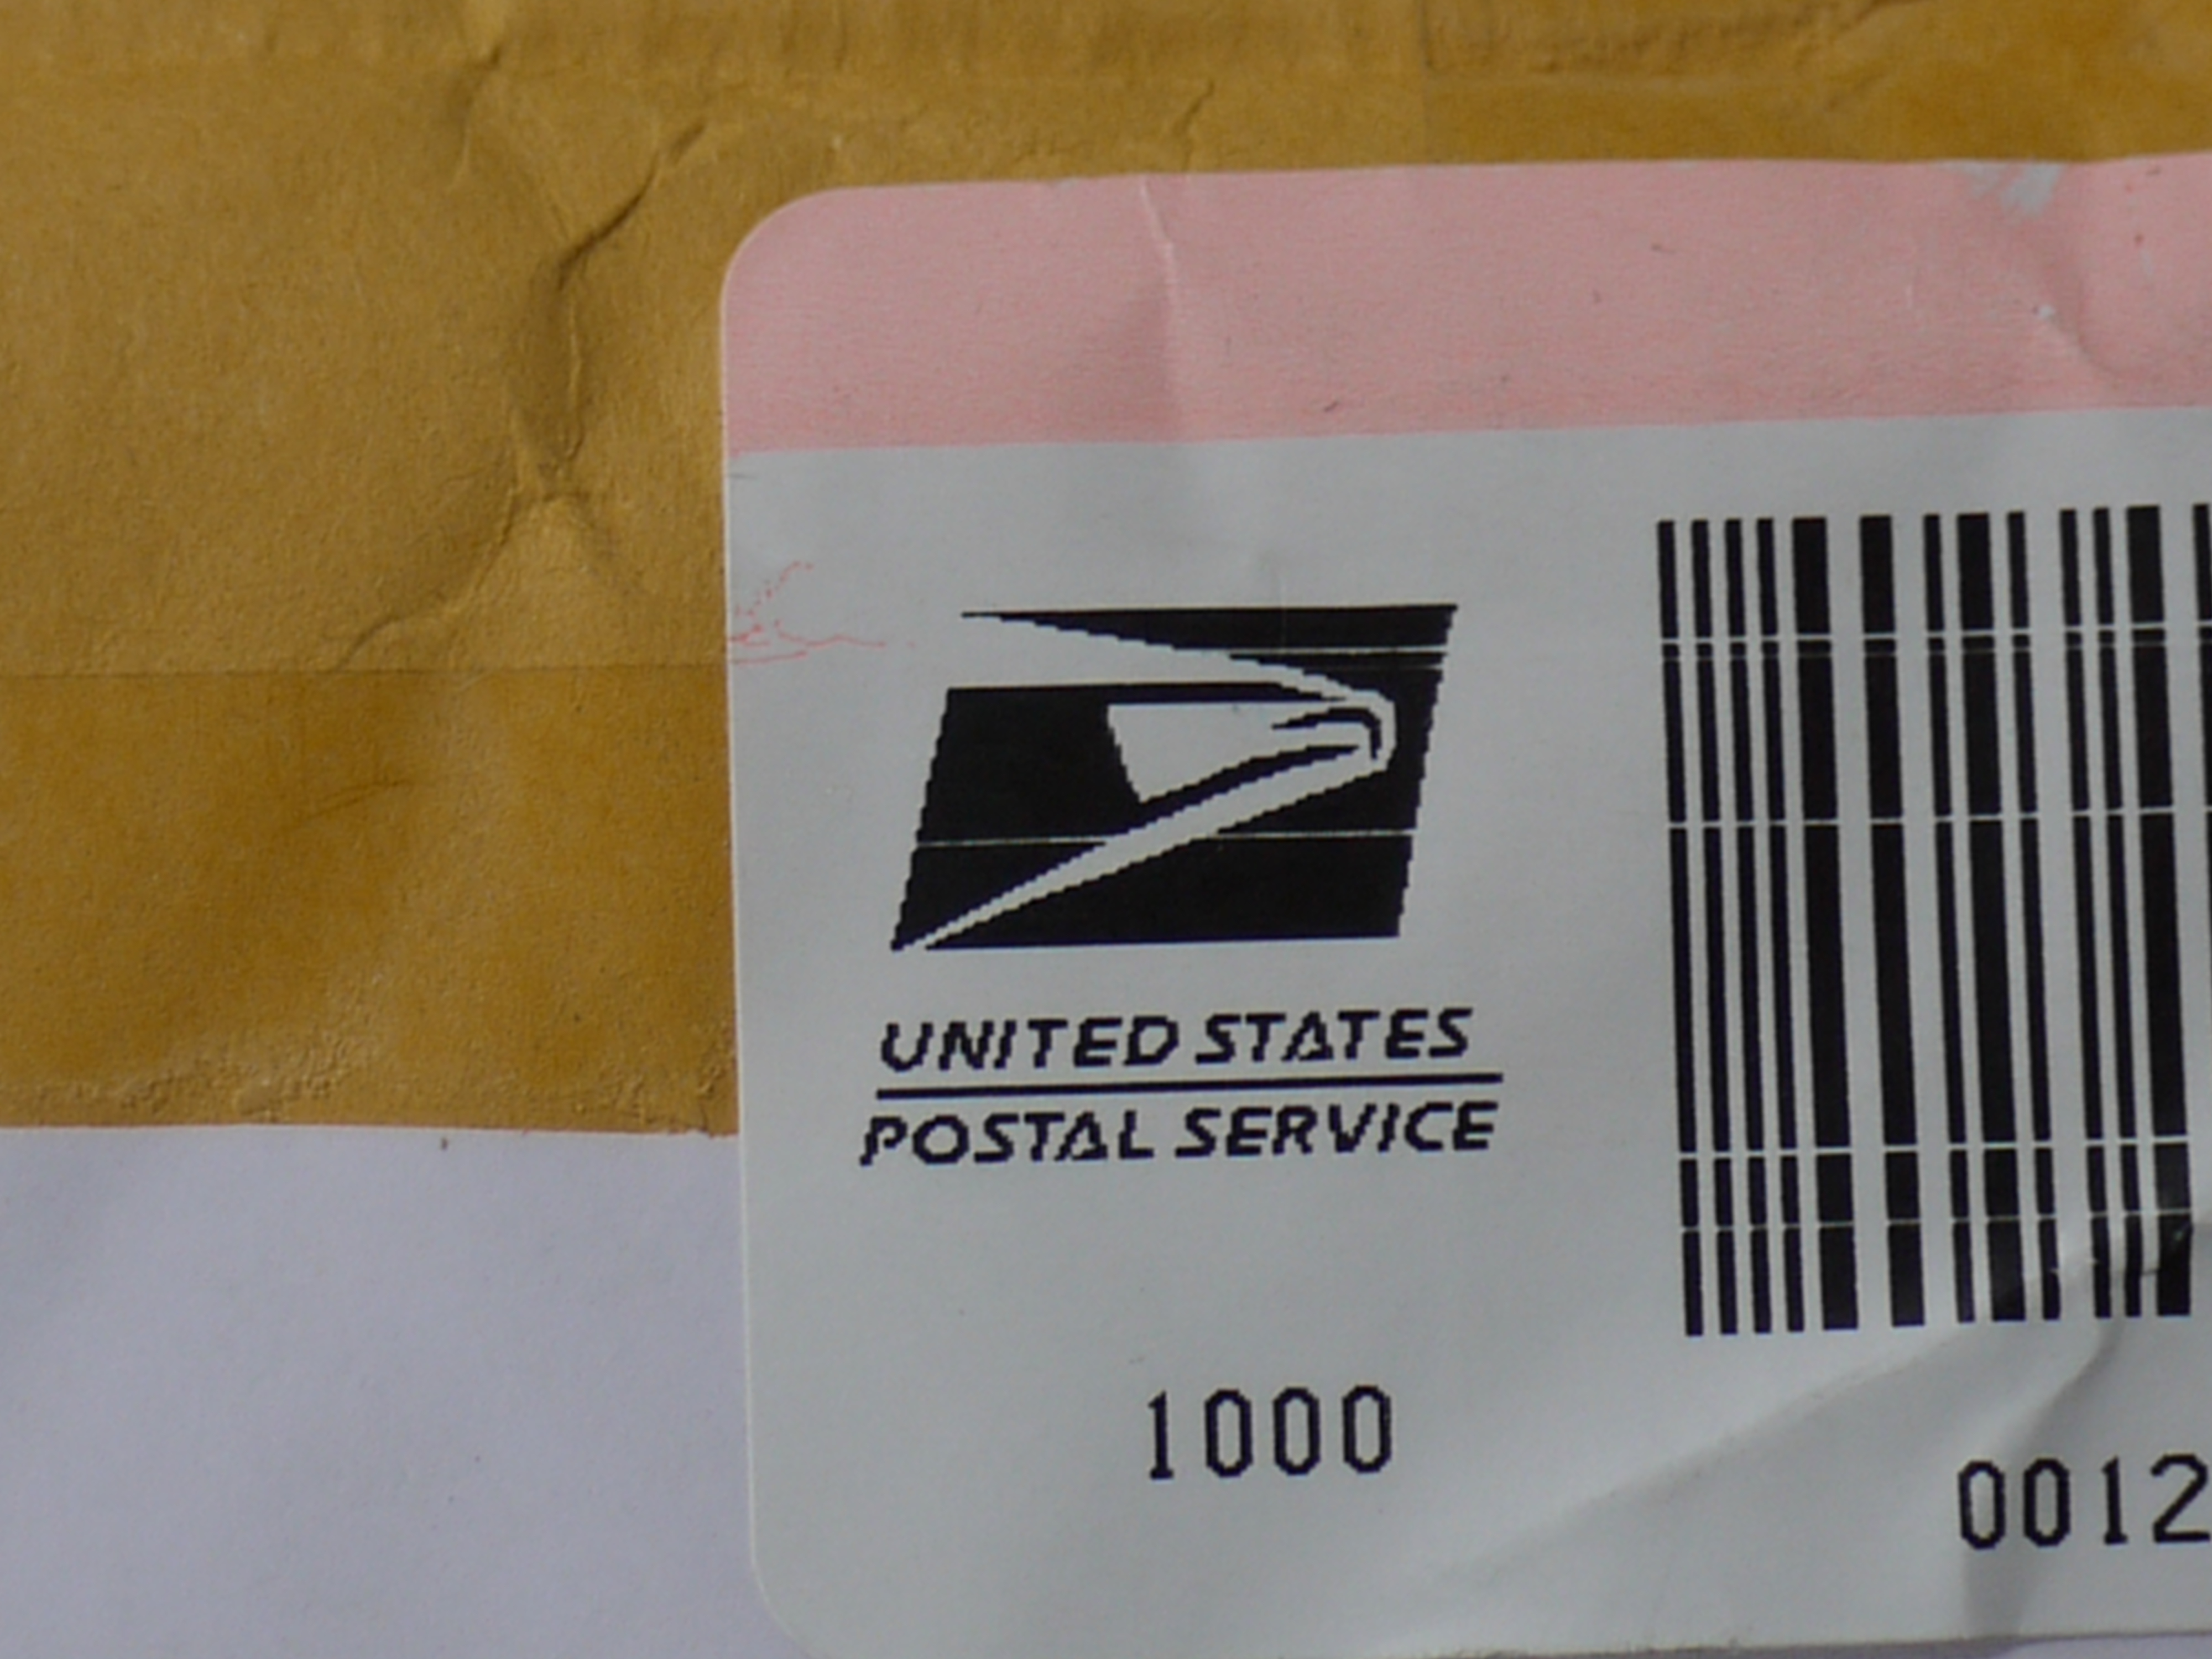 UNITED STATES
POSTAL SERVICE
1000
0012